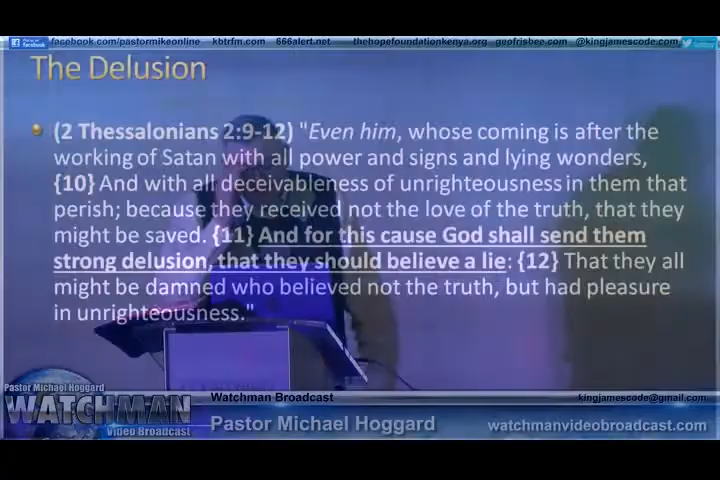 facebook.com/pastormikeonline kbtrfm.com 666alert.net thehopefoundationkenya.org geofrisbee.com @kingjamescode.com
The Delusion
(2 Thessalonians 2:9-12) "Even him, whose coming is after the
working of Satan with all power and signs and lying wonders,
{10} And with all deceivableness of unrighteousness in them that
perish; because they received not the love of the truth, that they
might be saved. {11} And for this cause God shall send them
strong delusion, that they should believe a lie: {12} That they all
might be damned who believed not the truth, but had pleasure
in unrighteousness."
Pastor Michael Hoggard
WATCHMAN
Video Broadcast
Watchman Broadcast kingjamescode@gmail.com
Pastor Michael Hoggard watchmanvideobroadcast.com